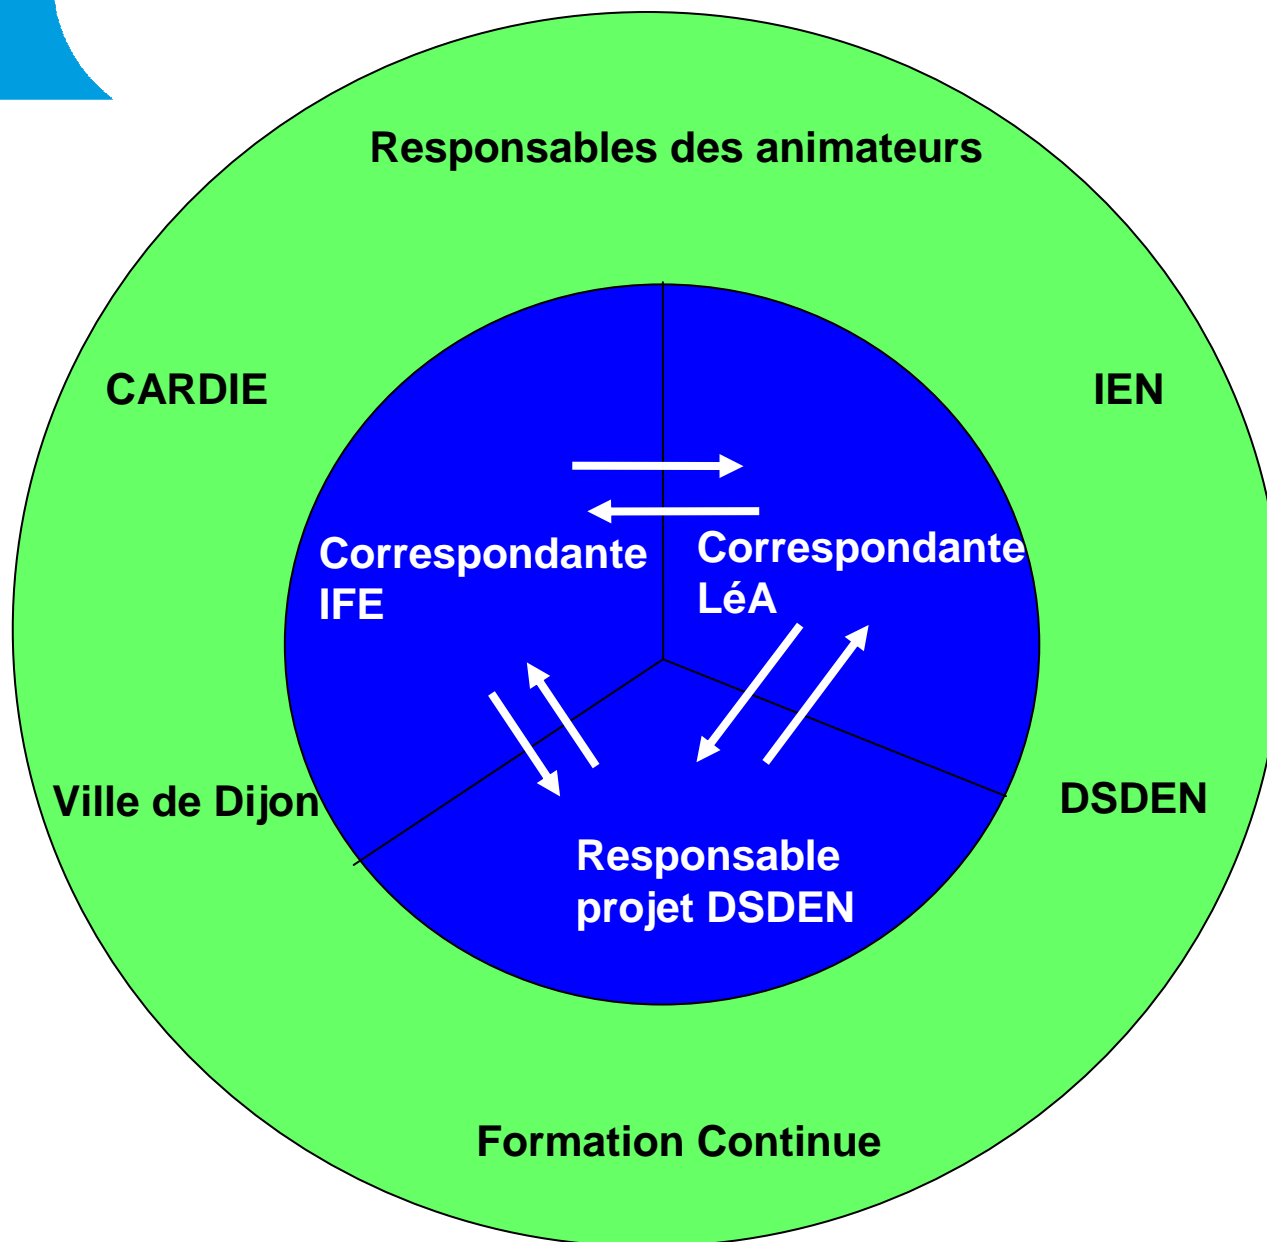 Responsables des animateurs
CARDIE
IEN
Correspondante
IFE
Correspondante
LéA
Ville de Dijon
DSDEN
Responsable
projet DSDEN
Formation Continue